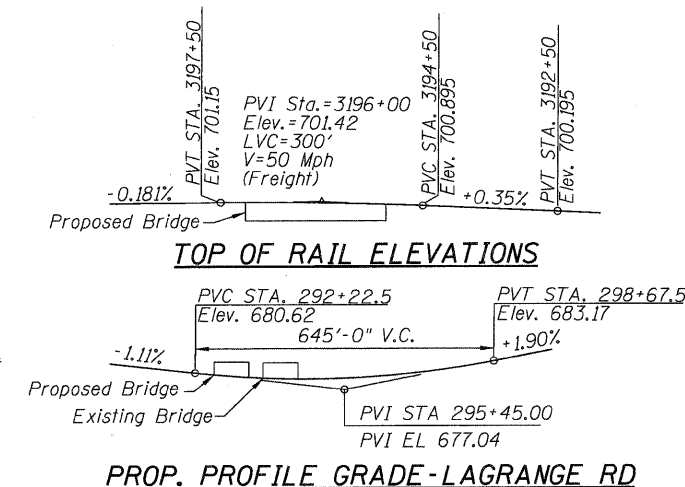 PVT STA. 3197+50
Elev. 701.15
PVI Sta.=3196+00
Elev.=701.42
LVC=300'
V=50 Mph
(Freight)
PVC STA. 3194+50
Elev. 700.895
PVT STA. 3192+50
Elev. 700.195
-0.181%
+0.35%
Proposed Bridge
TOP OF RAIL ELEVATIONS
PVC STA. 292+22.5
Elev. 680.62
PVT STA. 298+67.5
Elev. 683.17
645'-0" V.C.
-1.11%
+1.90%
Proposed Bridge
Existing Bridge
PVI STA 295+45.00
PVI EL 677.04
PROP. PROFILE GRADE-LAGRANGE RD